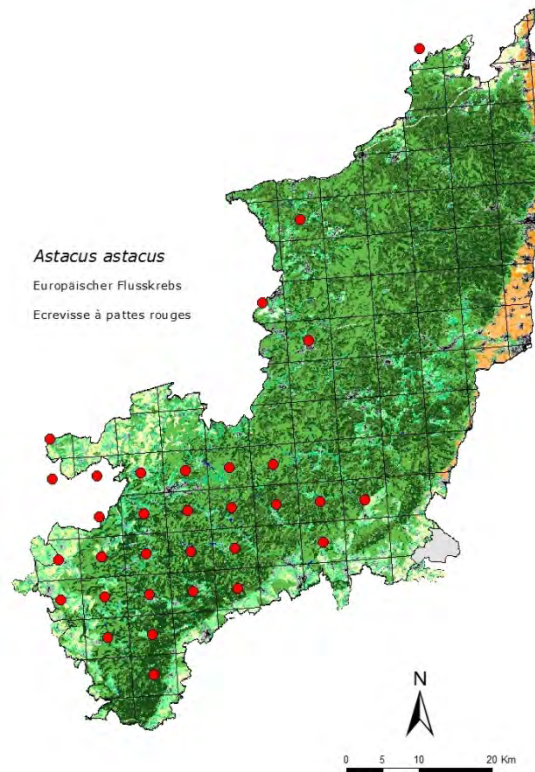 Astacus astacus
Europäischer Flusskrebs
Ecrevisse à pattes rouges
N
0 5 10 20 Km